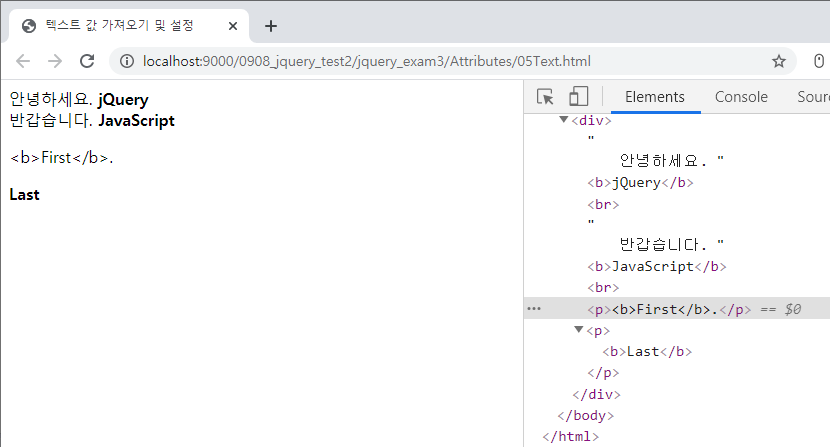 텍스트 값 가져오기 및 설정
localhost:9000/0908_jquery_test2/jquery_exam3/Attributes/05Text.html
안녕하세요. jQuery
반갑습니다. JavaScript
<b>First</b>.
Last
Elements Console Sour
<div>
"
안녕하세요. "
<b>jQuery</b>
<br>
"
반갑습니다. "
<b>JavaScript</b>
<br>
<p><b>First</b>.</p> == $0
<p>
<b>Last</b>
</p>
</div>
</body>
</html>